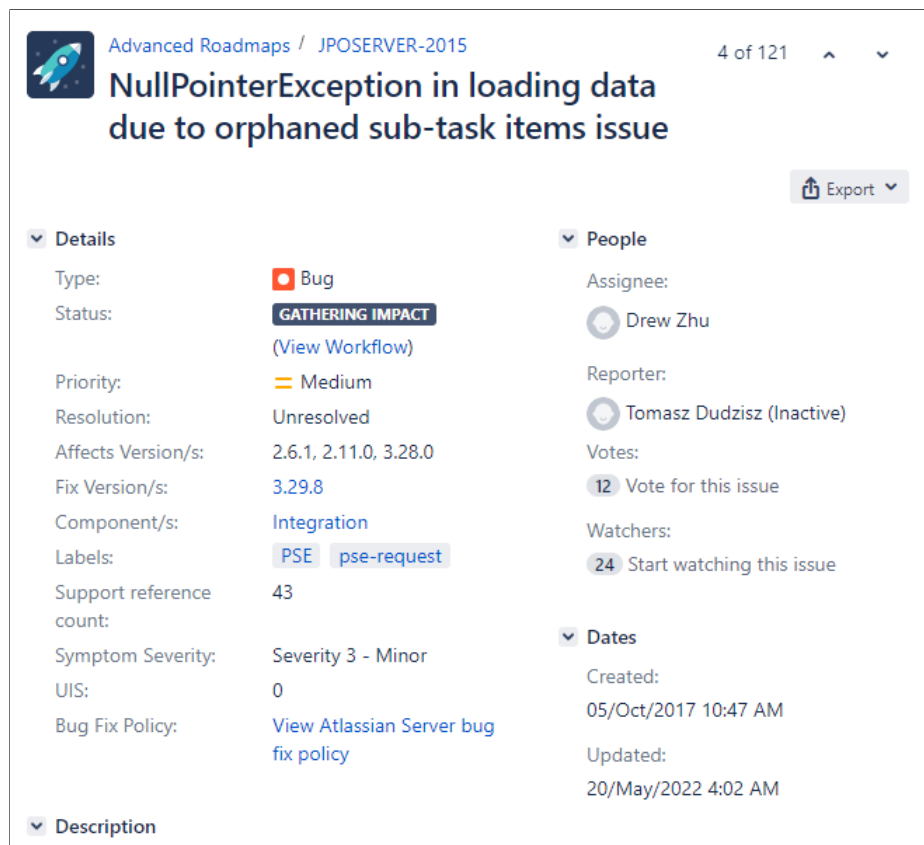 Advanced Roadmaps / JPOSERVER-2015
4 of 121
NullPointerException in loading data
due to orphaned sub-task items issue
Export
Details
Type: Bug
Status: GATHERING IMPACT
(View Workflow)
Priority: Medium
Resolution: Unresolved
Affects Version/s: 2.6.1, 2.11.0, 3.28.0
Fix Version/s: 3.29.8
Component/s: Integration
Labels: PSE pse-request
Support reference 43
count:
Symptom Severity: Severity 3 - Minor
UIS: 0
Bug Fix Policy: View Atlassian Server bug
fix policy
People
Assignee:
Drew Zhu
Reporter:
Tomasz Dudzisz (Inactive)
Votes:
12 Vote for this issue
Watchers:
24 Start watching this issue
Dates
Created:
05/Oct/2017 10:47 AM
Updated:
20/May/2022 4:02 AM
Description